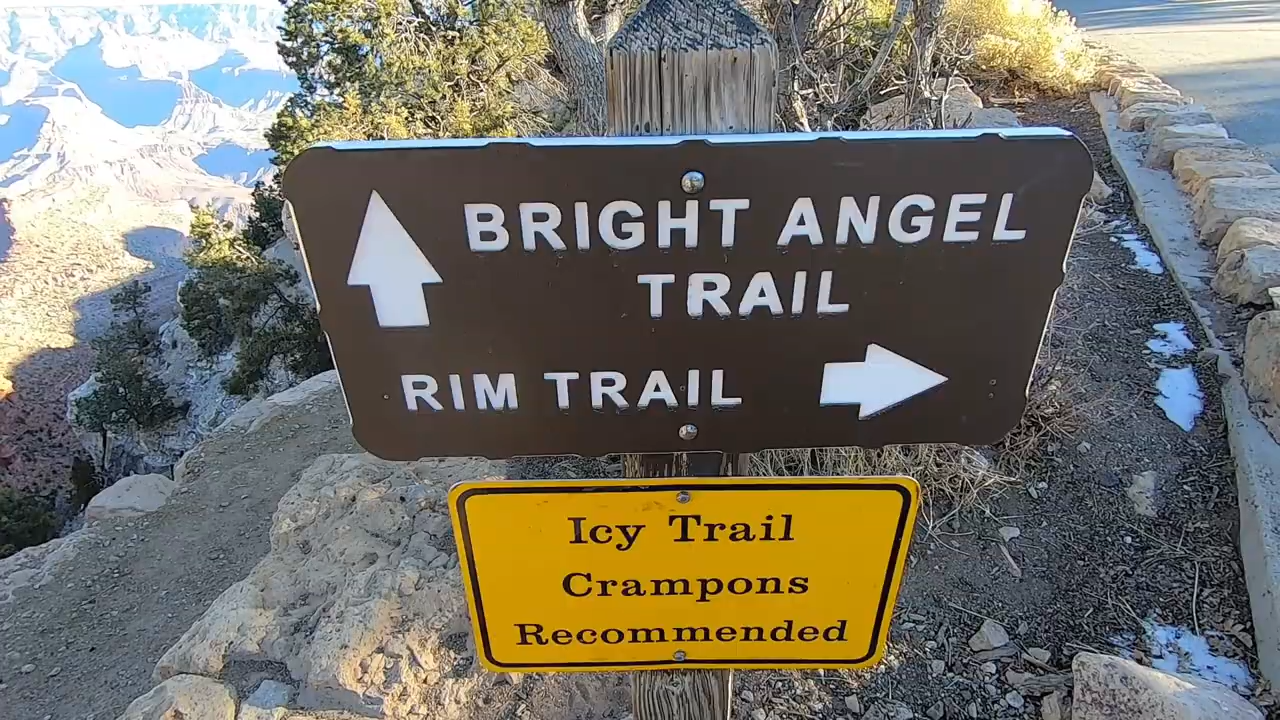 BRIGHT ANGEL
TRAIL
RIM TRAIL
Icy Trail
Crampons
Recommended